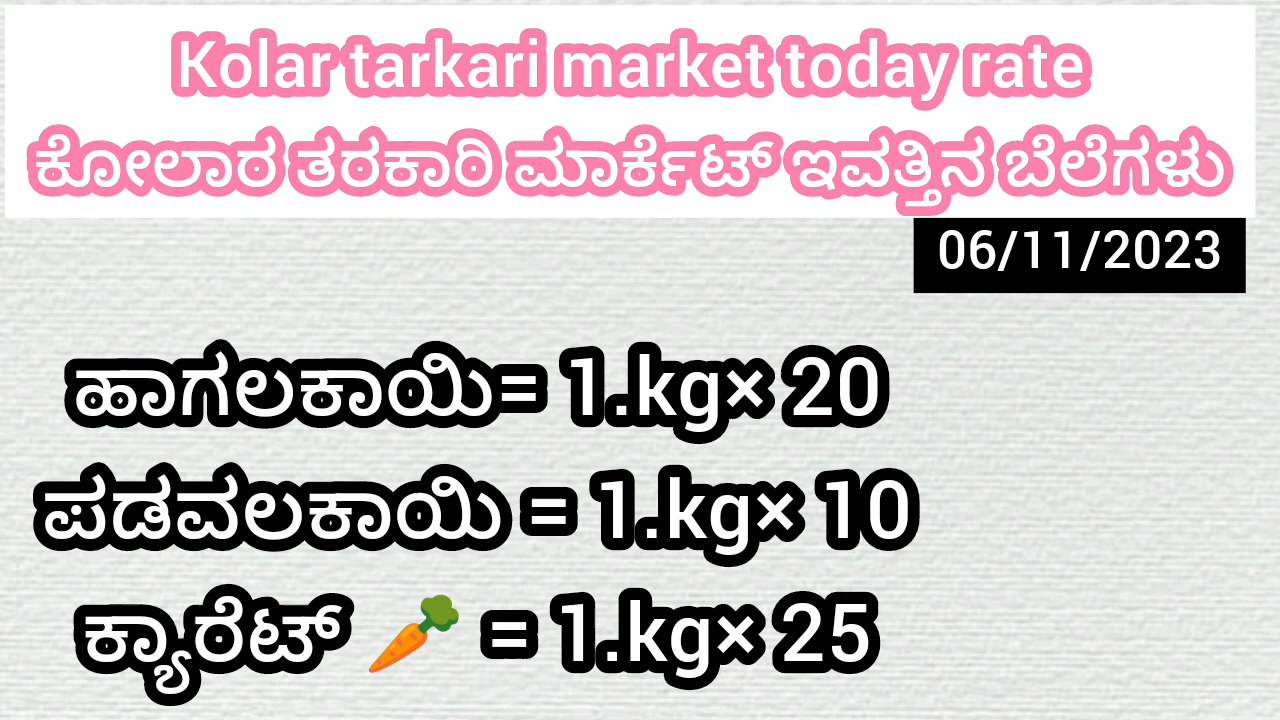 Kolar tarkari market today rate
ಕೋಲಾರ ತರಕಾರಿ ಮಾರ್ಕೆಟ್ ಇವತ್ತಿನ ಬೆಲೆಗಳು
06/11/2023
ಹಾಗಲಕಾಯಿ= 1.kg× 20
ಪಡವಲಕಾಯಿ = 1.kg× 10
ಕ್ಯಾರೆಟ್ 🥕 = 1.kg× 25